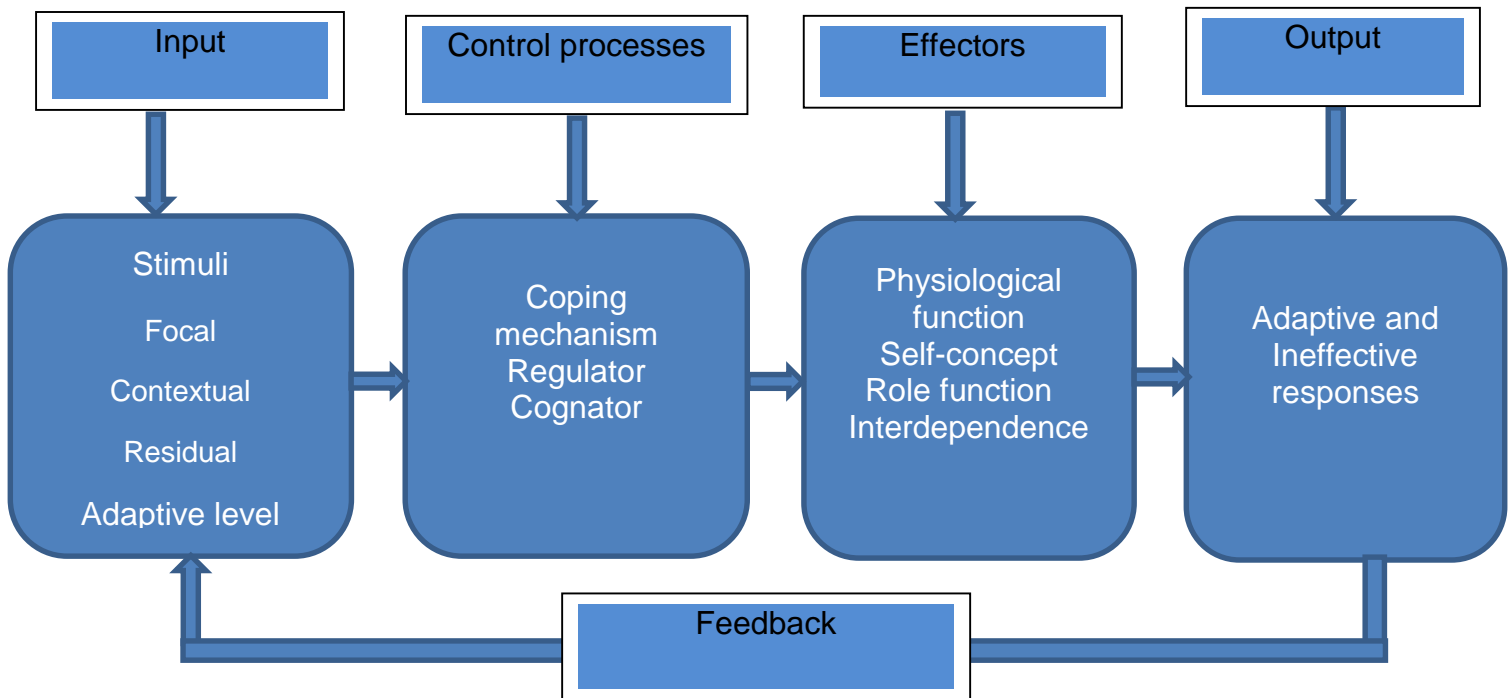 Input
Control processes
Effectors
Output
Stimuli
Focal
Contextual
Residual
Adaptive level
Coping
mechanism
Regulator
Cognator
Physiological
function
Self-concept
Role function
Interdependence
Adaptive and
Ineffective
responses
Feedback